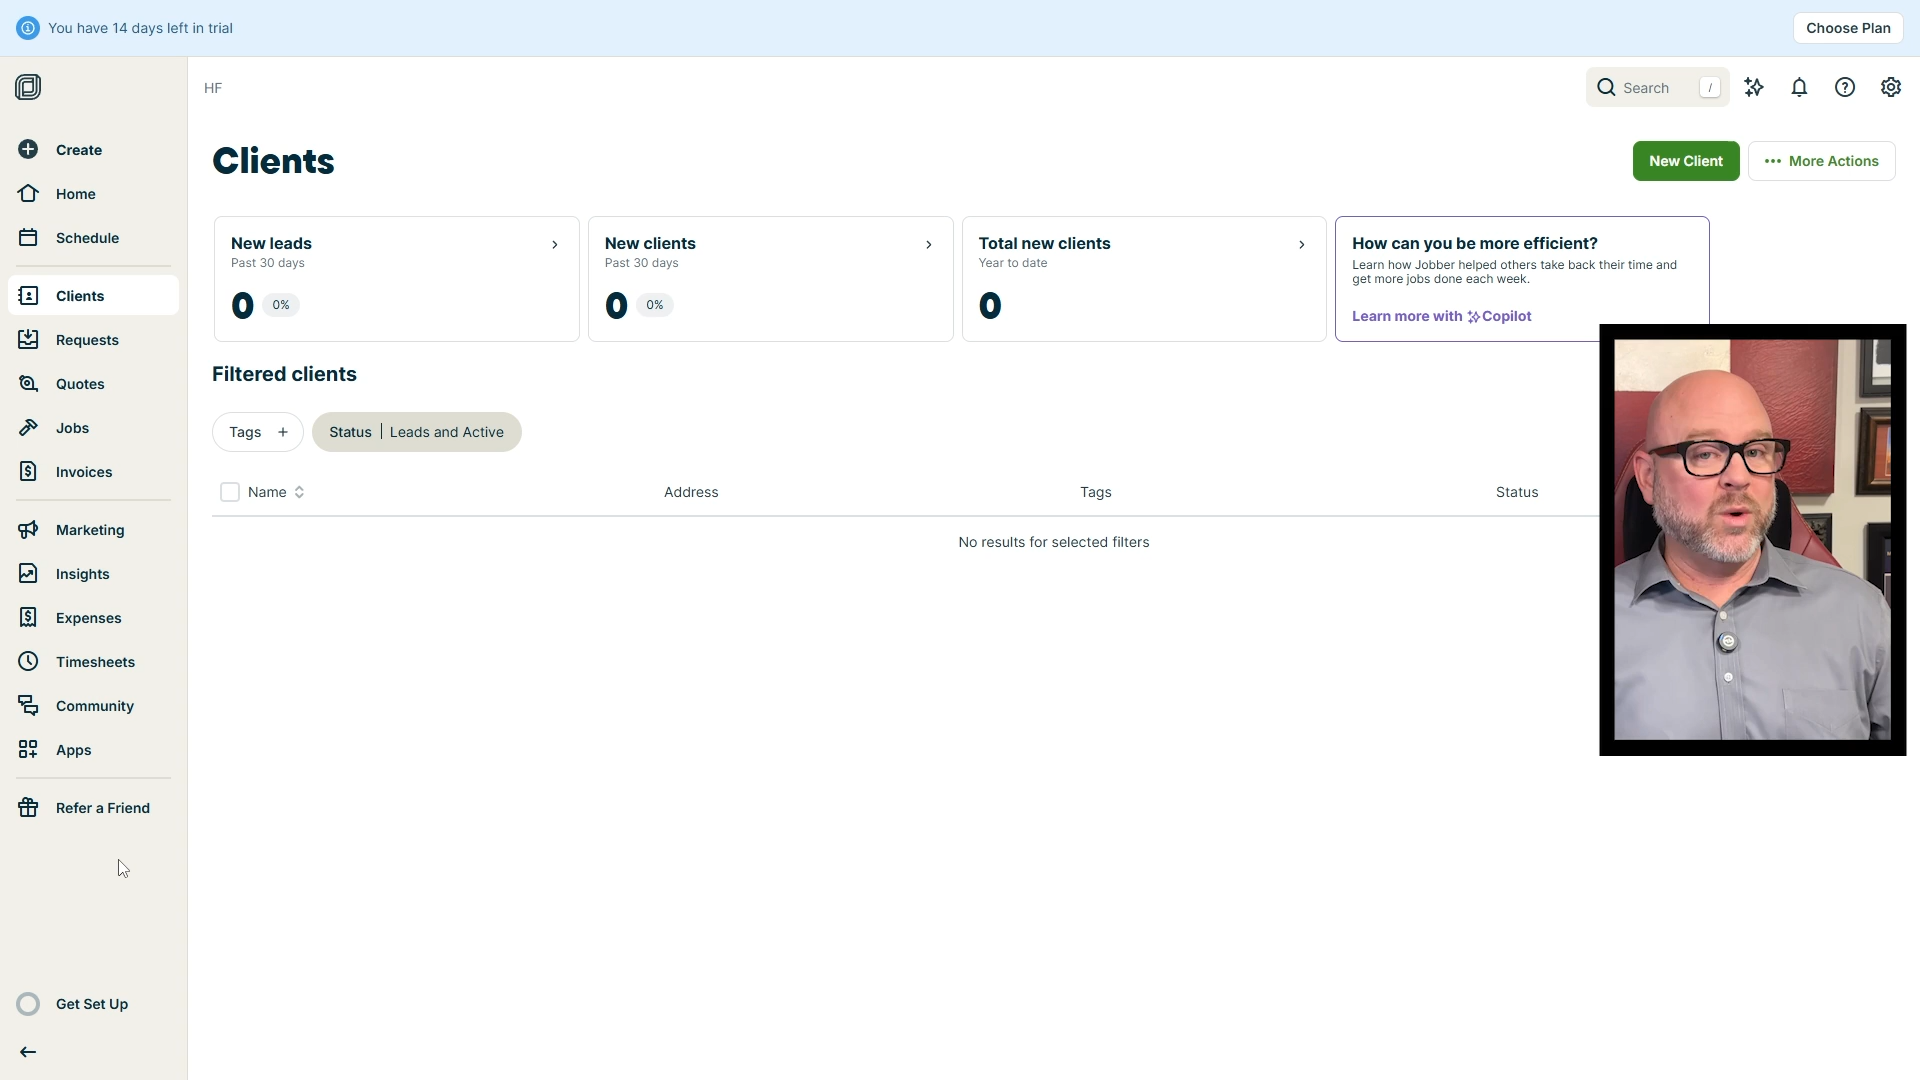 You have 14 days left in trial
Choose Plan
HF
Search
/
Create
Home
Schedule
Clients
Requests
Quotes
Jobs
Invoices
Marketing
Insights
Expenses
Timesheets
Community
Apps
Refer a Friend
Get Set Up
Clients
New Client
More Actions
New leads
Past 30 days
0 0%
New clients
Past 30 days
0 0%
Total new clients
Year to date
0
How can you be more efficient?
Learn how Jobber helped others take back their time and
get more jobs done each week.
Learn more with Copilot
Filtered clients
Tags +
Status | Leads and Active
Name Address Tags Status
No results for selected filters